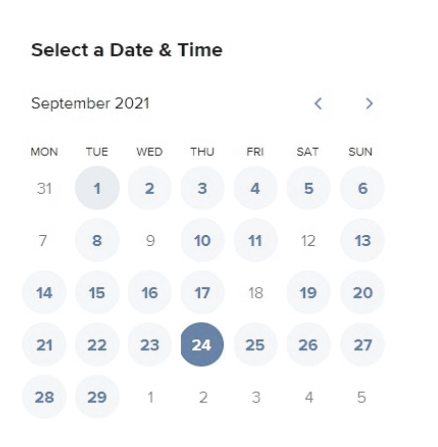 Select a Date & Time
September 2021
MON TUE WED THU FRI SAT SUN
31 1 2 3 4 5 6
7 8 9 10 11 12 13
14 15 16 17 18 19 20
21 22 23 24 25 26 27
28 29 1 2 3 4 5